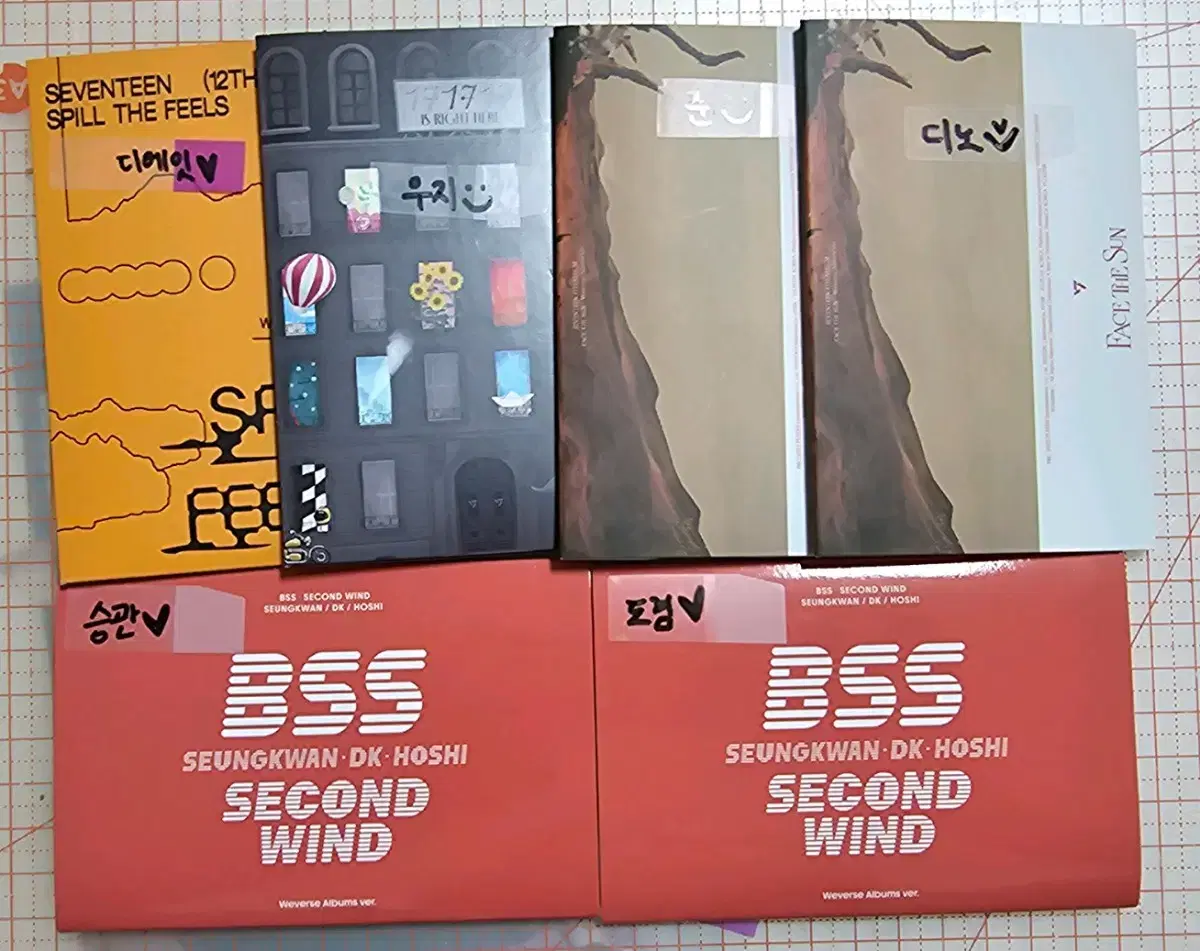 SEVENTEEN (12TH
SPILL THE FEELS
디에잇♥
17
IS RIGHT HERE
우지
준
디노
FACE THE SUN
승관♥
BSS SECOND WIND
SEUNGKWAN / DK / HOSHI
BSS
SEUNGKWAN·DK·HOSHI
SECOND
WIND
Weverse Albums ver.
도겸♥
BSS SECOND WIND
SEUNGKWAN / DK / HOSHI
BSS
SEUNGKWAN·DK·HOSHI
SECOND
WIND
Weverse Albums ver.